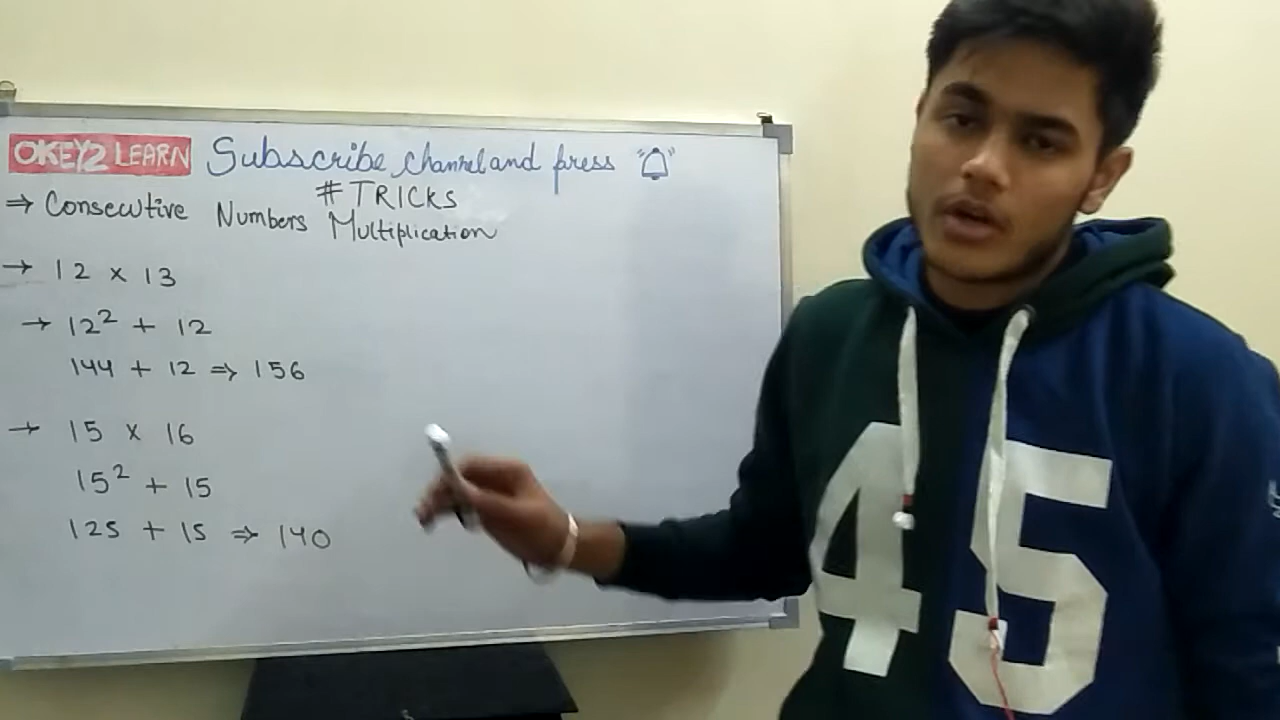 OKEY2 LEARN Subscribe channel and press
# TRICKS
⇒ Consecutive Numbers Multiplication
→ 12 x 13
→ 12² + 12
144 + 12 ⇒ 156
→ 15 x 16
15² + 15
125 + 15 ⇒ 140
45